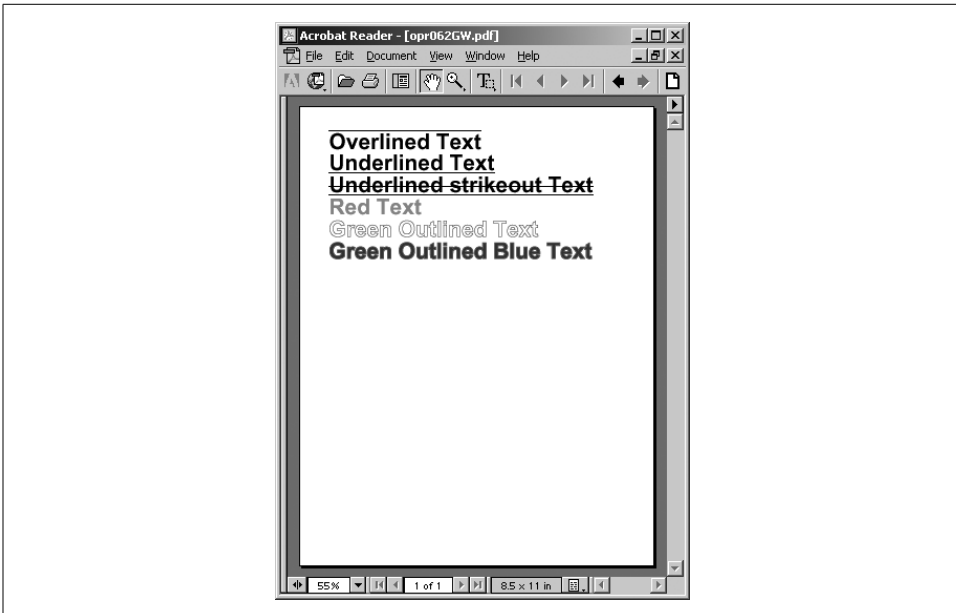 Acrobat Reader - [opr062GW.pdf]
File Edit Document View Window Help
Overlined Text
Underlined Text
Underlined strikeout Text
Red Text
Green Outlined Text
Green Outlined Blue Text
55% 1 of 1 8.5 x 11 in